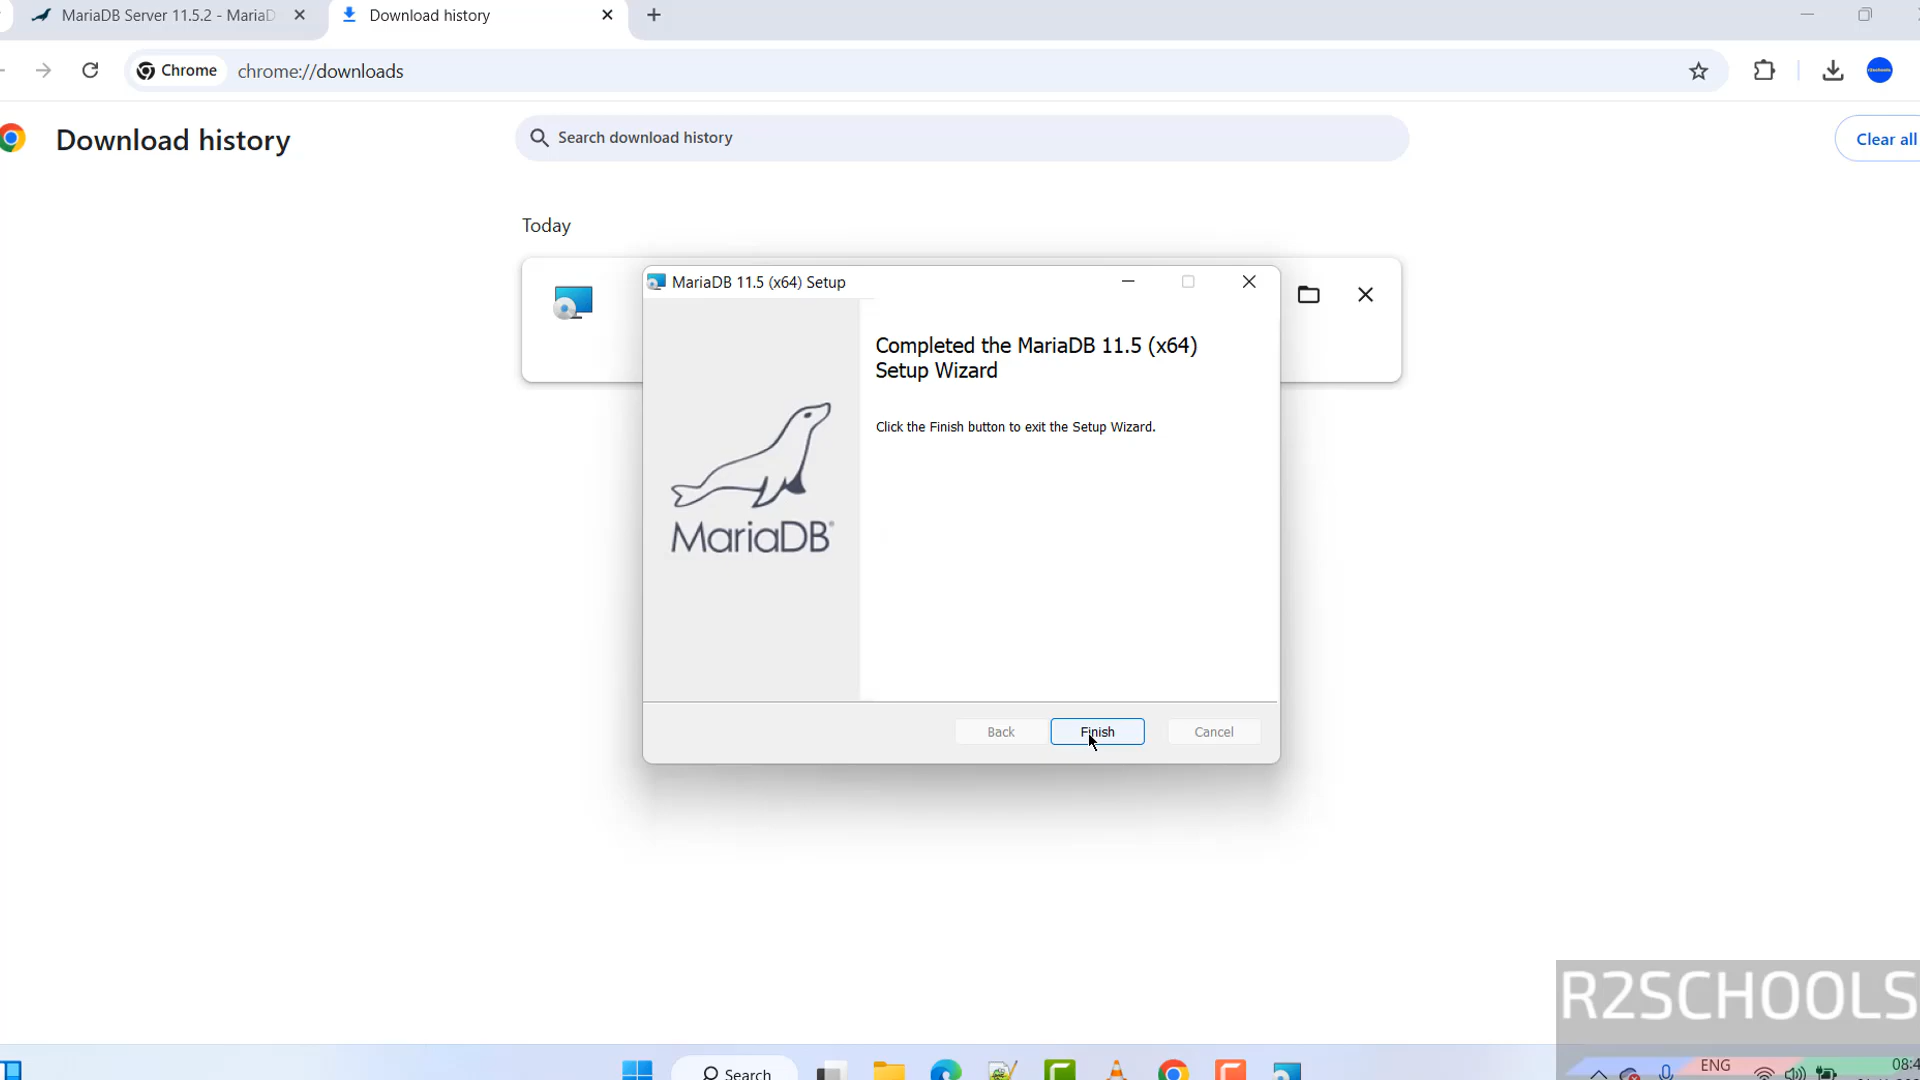 MariaDB Server 11.5.2 - MariaD
Download history
Chrome
chrome://downloads
Download history
Search download history
Clear all
Today
MariaDB 11.5 (x64) Setup
Completed the MariaDB 11.5 (x64)
Setup Wizard
Click the Finish button to exit the Setup Wizard.
MariaDB
Back
Finish
Cancel
R2SCHOOLS
Search
ENG
08:4